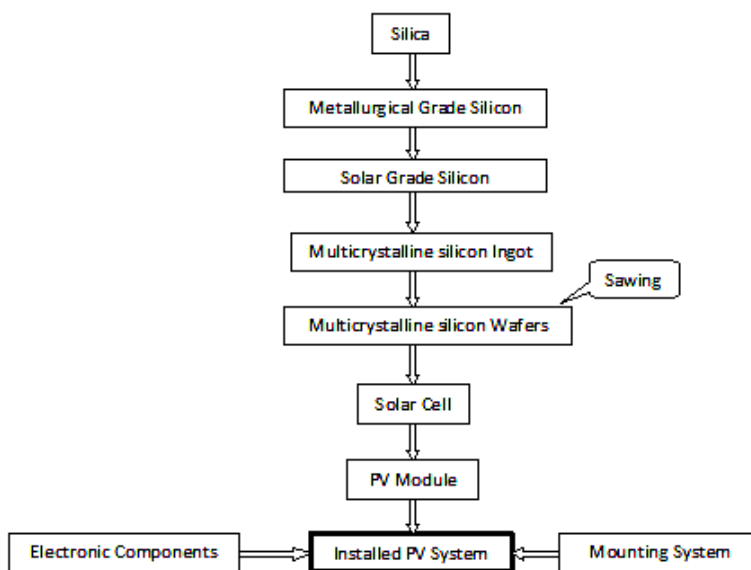 Silica
Metallurgical Grade Silicon
Solar Grade Silicon
Multicrystalline silicon Ingot
Sawing
Multicrystalline silicon Wafers
Solar Cell
PV Module
Electronic Components
Installed PV System
Mounting System